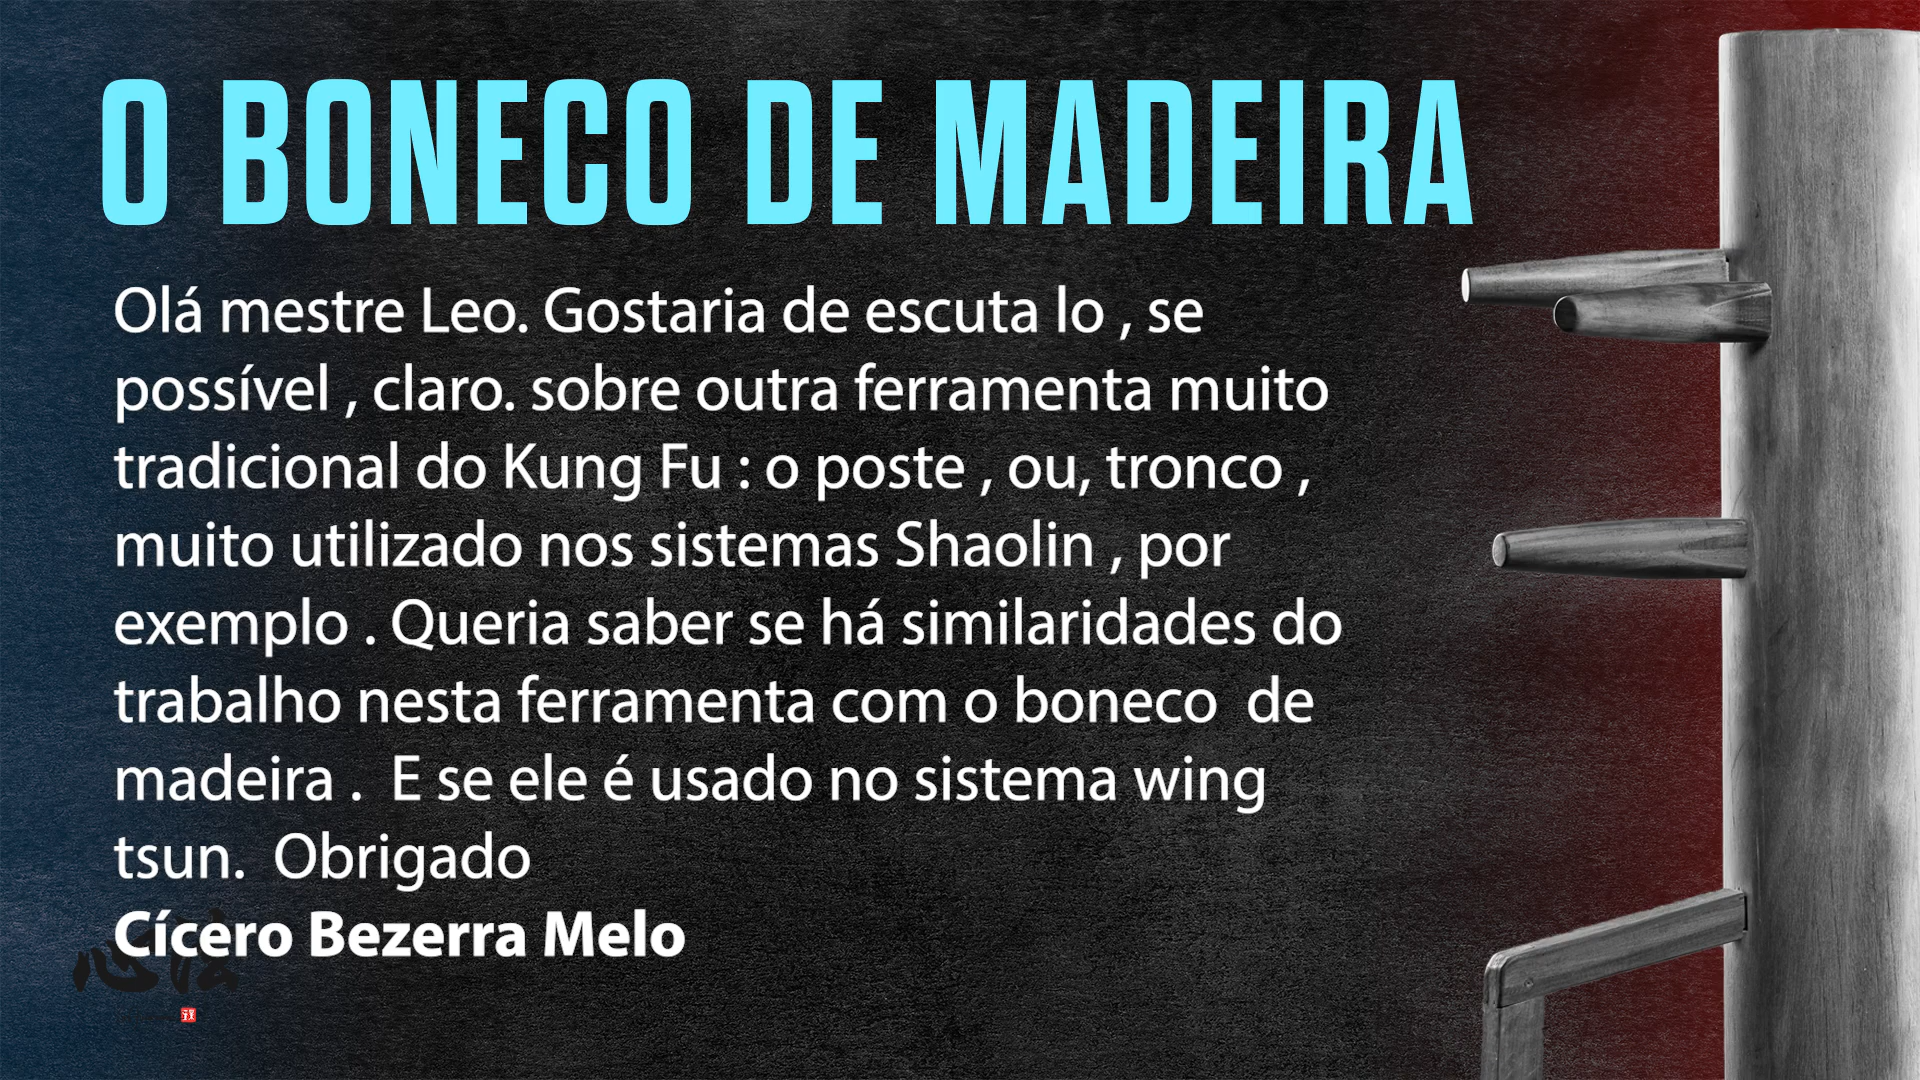 O BONECO DE MADEIRA
Olá mestre Leo. Gostaria de escuta lo , se
possível , claro. sobre outra ferramenta muito
tradicional do Kung Fu : o poste , ou, tronco ,
muito utilizado nos sistemas Shaolin , por
exemplo . Queria saber se há similaridades do
trabalho nesta ferramenta com o boneco  de
madeira .  E se ele é usado no sistema wing
tsun.  Obrigado
Cícero Bezerra Melo